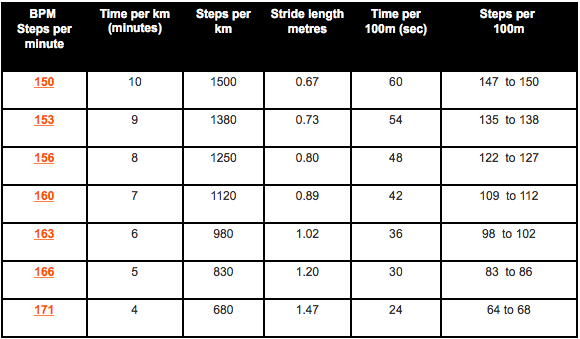 BPM Steps per minute Time per km (minutes) Steps per km Stride length metres Time per 100m (sec) Steps per 100m
150 10 1500 0.67 60 147 to 150
153 9 1380 0.73 54 135 to 138
156 8 1250 0.80 48 122 to 127
160 7 1120 0.89 42 109 to 112
163 6 980 1.02 36 98 to 102
166 5 830 1.20 30 83 to 86
171 4 680 1.47 24 64 to 68